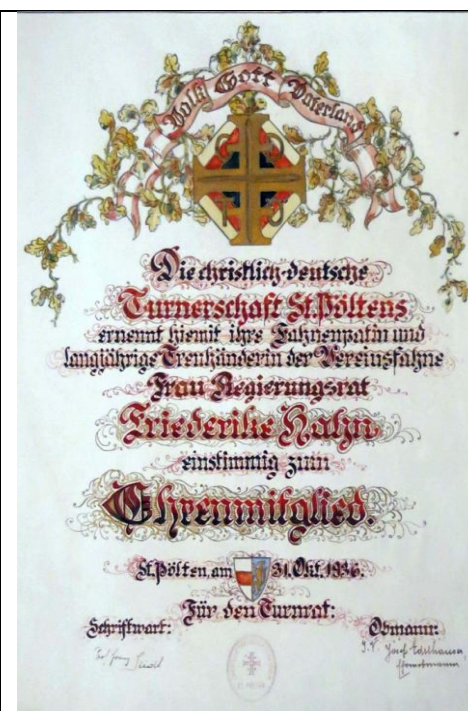 Volk Gott Vaterland
Die christlich-deutsche
Turnerschaft St. Pöltens
ernennt hiemit ihre Fahnenpatin und
langjährige Treuhänderin der Vereinsfahne
Frau Regierungsrat
Friederike Hahn
einstimmig zum
Ehrenmitglied.
St. Pölten, am 31. Okt. 1936.
Für den Turnrat:
Schriftwart: Obmann:
I.V. Josef